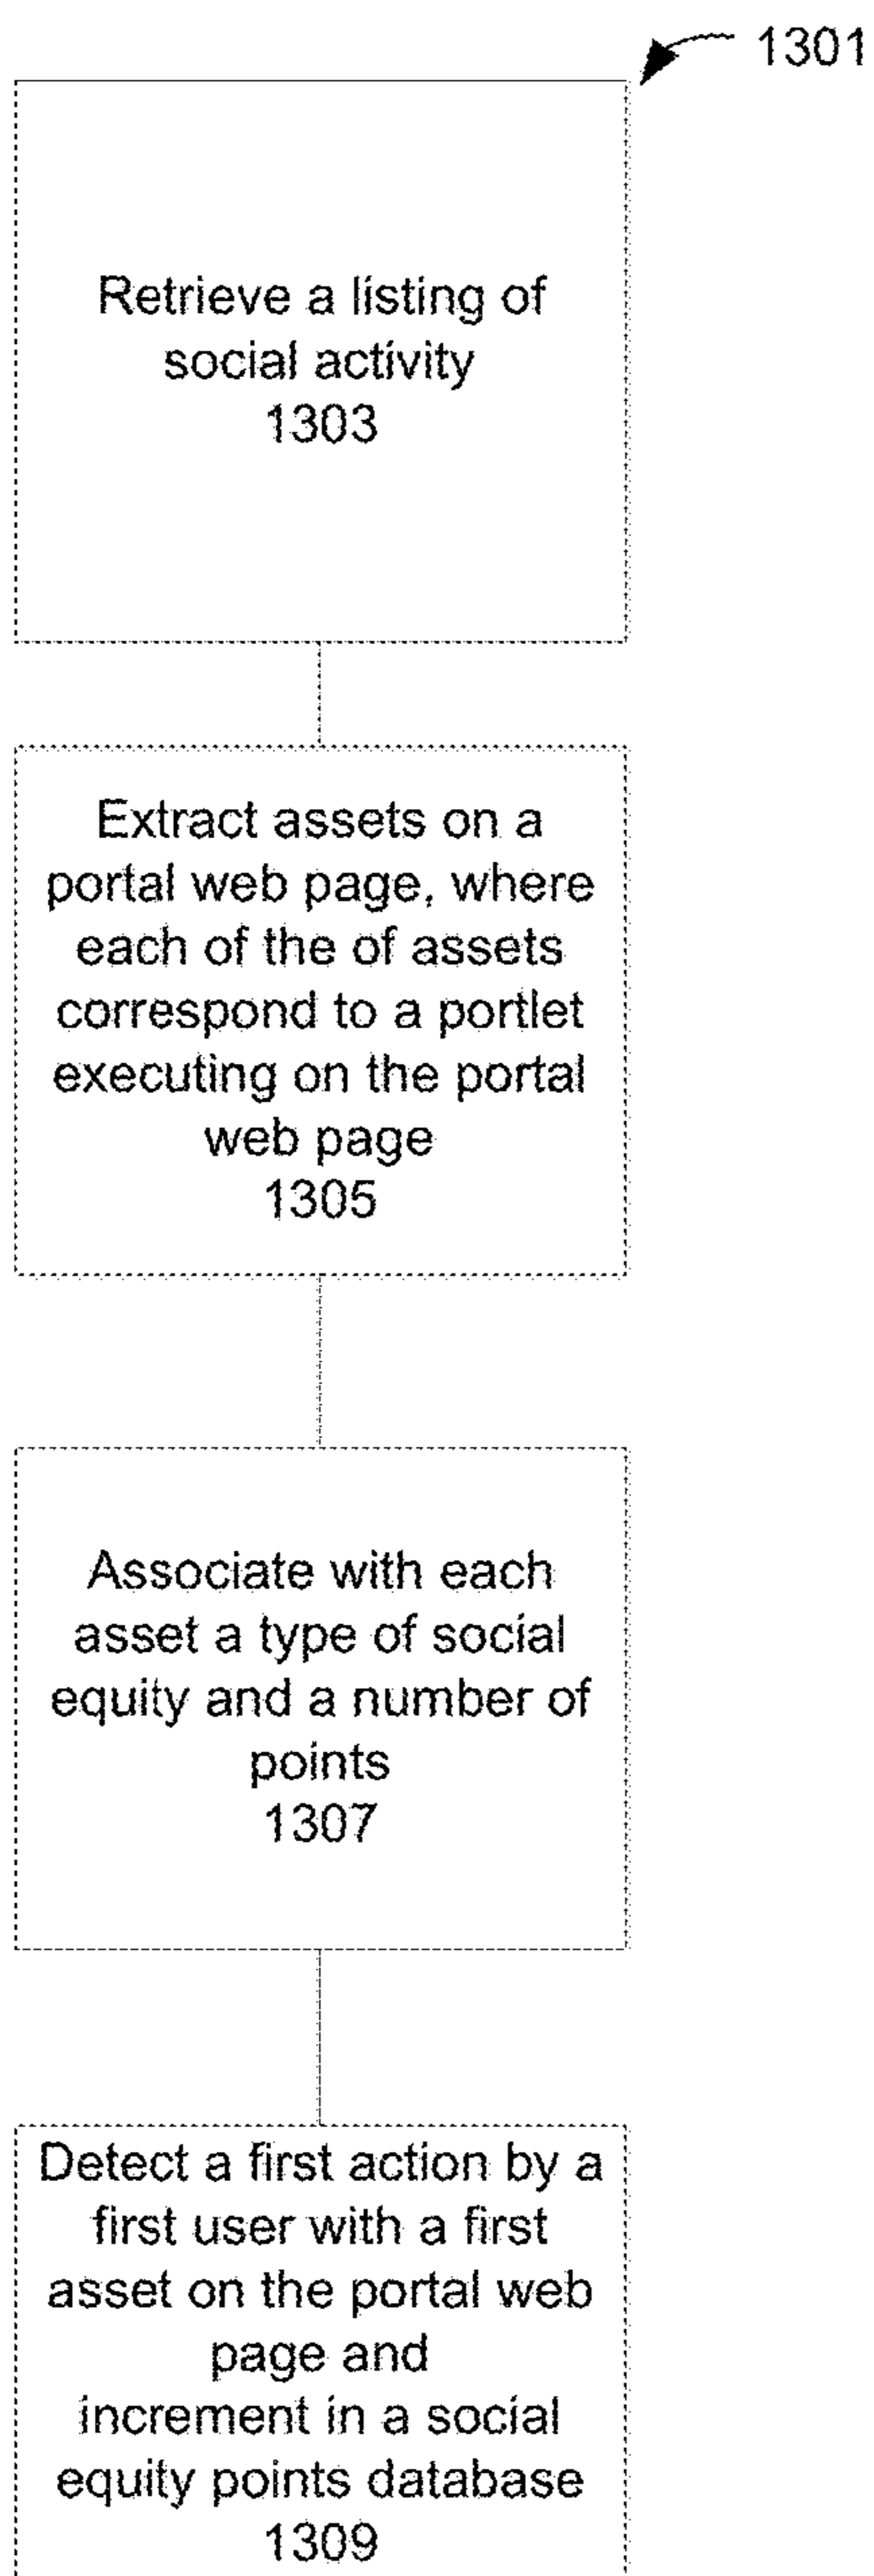 1301
Retrieve a listing of
social activity
1303
Extract assets on a
portal web page, where
each of the of assets
correspond to a portlet
executing on the portal
web page
1305
Associate with each
asset a type of social
equity and a number of
points
1307
Detect a first action by a
first user with a first
asset on the portal web
page and
increment in a social
equity points database
1309